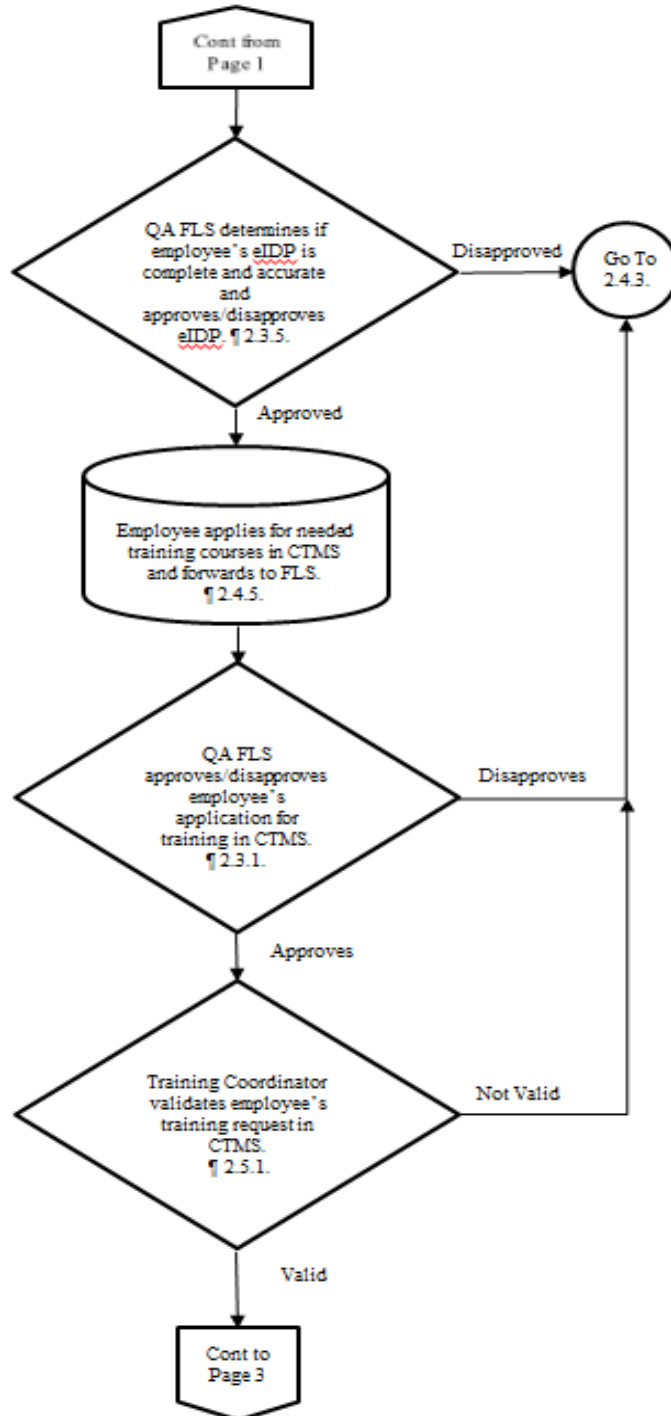 Cont from
Page 1
QA FLS determines if
employee’s eIDP is
complete and accurate
and
approves/disapproves
eIDP. ¶ 2.3.5.
Disapproved
Go To
2.4.3.
Approved
Employee applies for needed
training courses in CTMS
and forwards to FLS.
¶ 2.4.5.
QA FLS
approves/disapproves
employee’s
application for
training in CTMS.
¶ 2.3.1.
Disapproves
Approves
Training Coordinator
validates employee’s
training request in
CTMS.
¶ 2.5.1.
Not Valid
Valid
Cont to
Page 3